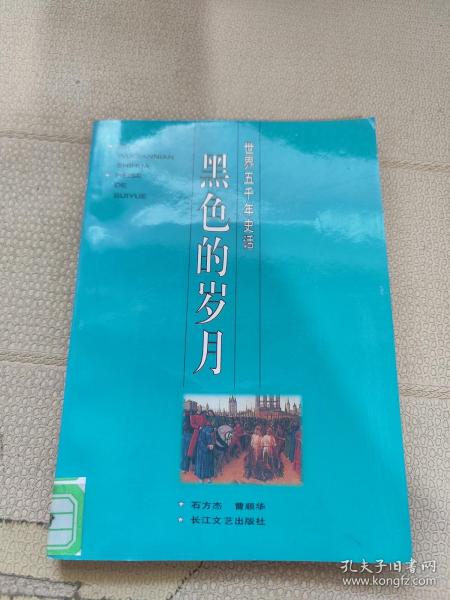 WUQIANNIAN
SHIHUA
HEISE
DE
SUIYUE
世界五千年史话
黑色的岁月
石方杰 曹顺华
长江文艺出版社
孔夫子旧书网
www.kongfz.com